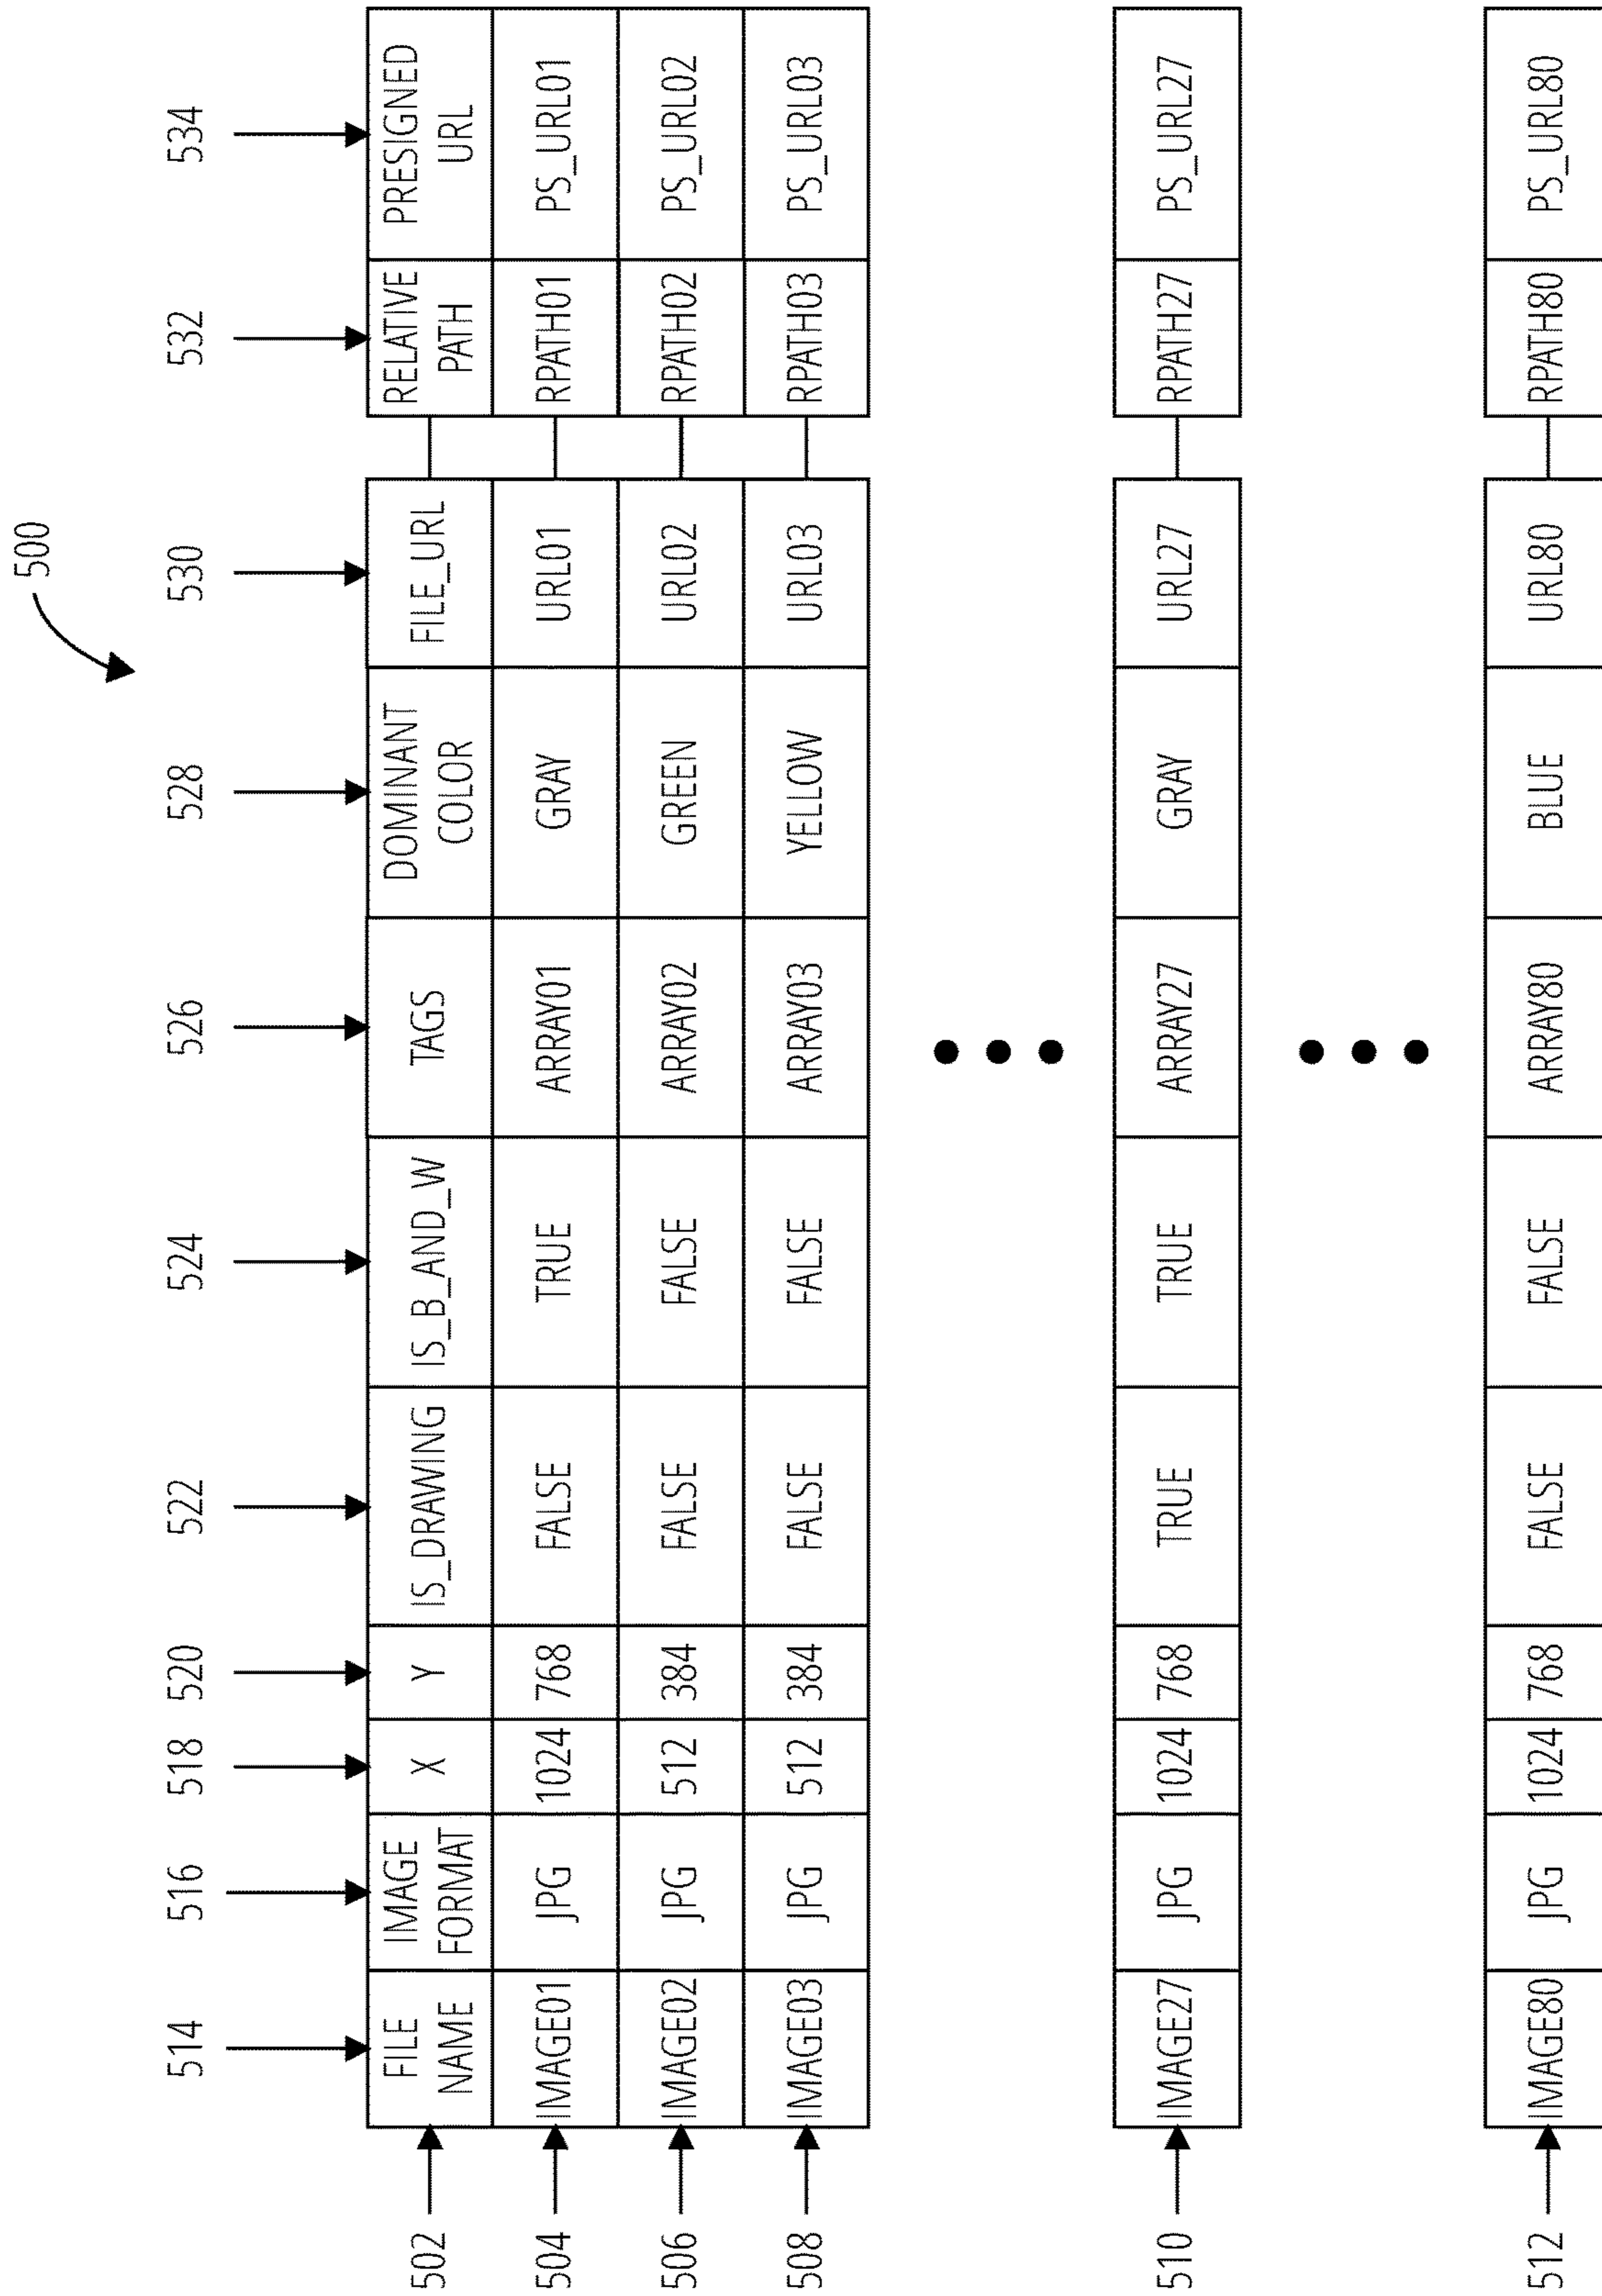 500
514 516 518 520 522 524 526 528 530 532 534
502 FILE NAME IMAGE FORMAT X Y IS_DRAWING IS_B_AND_W TAGS DOMINANT COLOR FILE_URL RELATIVE PATH PRESIGNED URL
504 IMAGE01 JPG 1024 768 FALSE TRUE ARRAY01 GRAY URL01 RPATH01 PS_URL01
506 IMAGE02 JPG 512 384 FALSE FALSE ARRAY02 GREEN URL02 RPATH02 PS_URL02
508 IMAGE03 JPG 512 384 FALSE FALSE ARRAY03 YELLOW URL03 RPATH03 PS_URL03
510 IMAGE27 JPG 1024 768 TRUE TRUE ARRAY27 GRAY URL27 RPATH27 PS_URL27
512 IMAGE80 JPG 1024 768 FALSE FALSE ARRAY80 BLUE URL80 RPATH80 PS_URL80